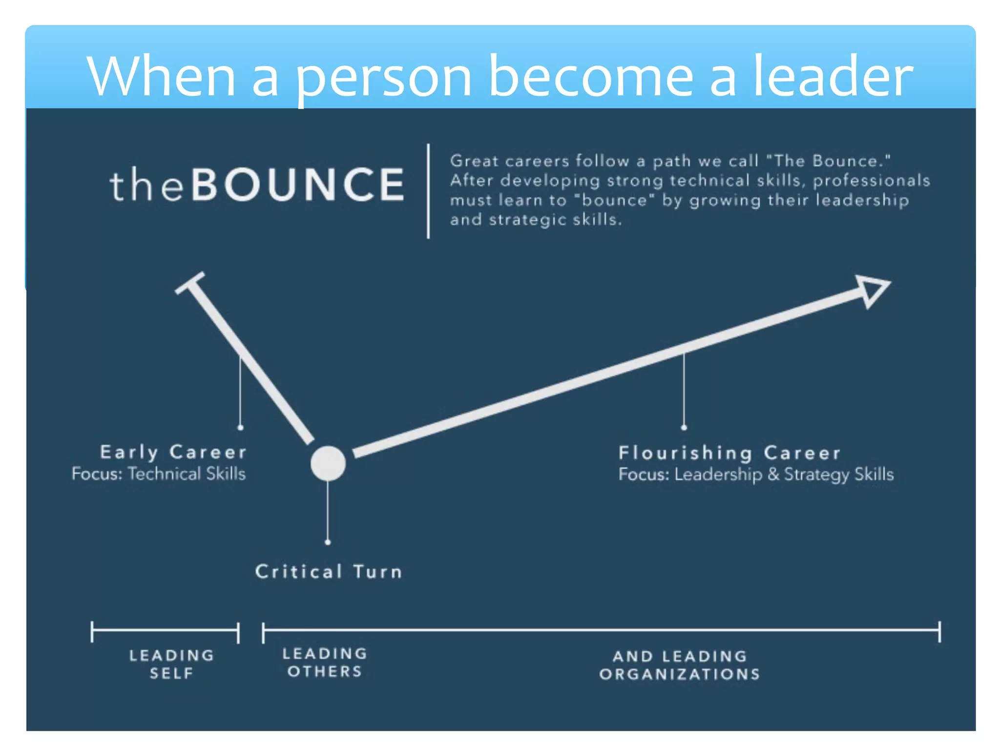 When a person become a leader
theBOUNCE
Great careers follow a path we call "The Bounce."
After developing strong technical skills, professionals
must learn to "bounce" by growing their leadership
and strategic skills.
Early Career
Focus: Technical Skills
Flourishing Career
Focus: Leadership & Strategy Skills
Critical Turn
LEADING
SELF
LEADING
OTHERS
AND LEADING
ORGANIZATIONS